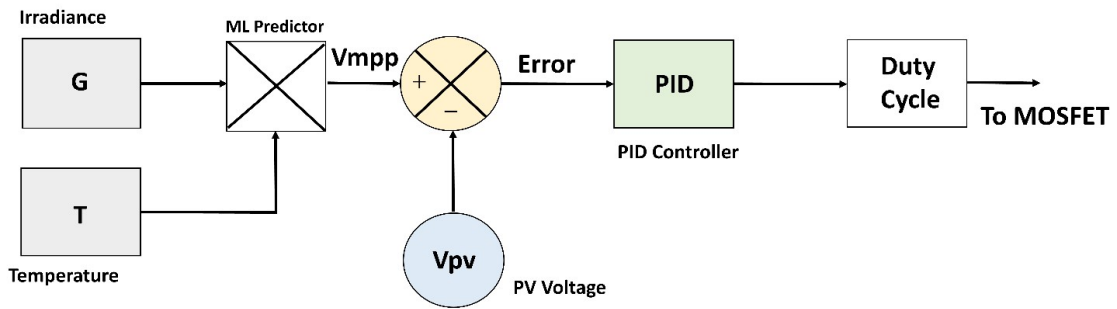 Irradiance
G
ML Predictor
Vmpp
+
−
Error
PID
PID Controller
Duty
Cycle
To MOSFET
T
Temperature
Vpv
PV Voltage